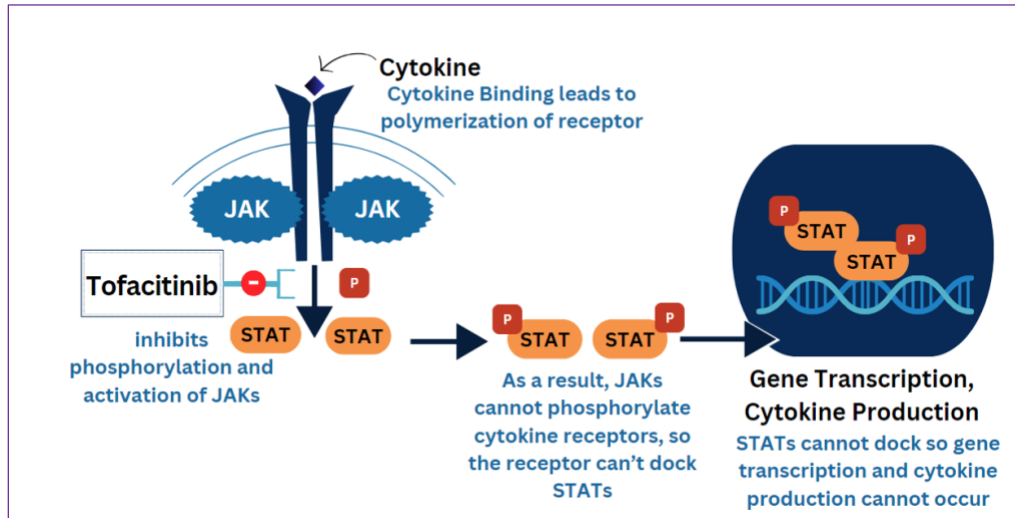 Cytokine
Cytokine Binding leads to
polymerization of receptor
JAK
JAK
Tofacitinib
-
P
STAT
STAT
inhibits
phosphorylation and
activation of JAKs
P
STAT
P
STAT
As a result, JAKs
cannot phosphorylate
cytokine receptors, so
the receptor can’t dock
STATs
P
STAT
P
STAT
Gene Transcription,
Cytokine Production
STATs cannot dock so gene
transcription and cytokine
production cannot occur